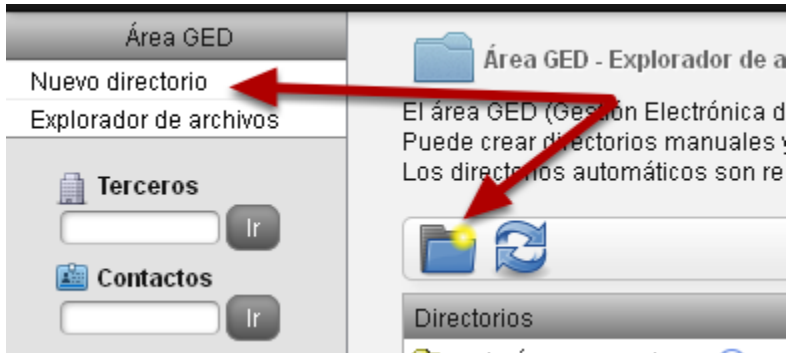 Área GED
Nuevo directorio
Explorador de archivos
Terceros
Ir
Contactos
Ir
Área GED - Explorador de a
El área GED (Gestión Electrónica d
Puede crear directorios manuales y
Los directorios automáticos son re
Directorios